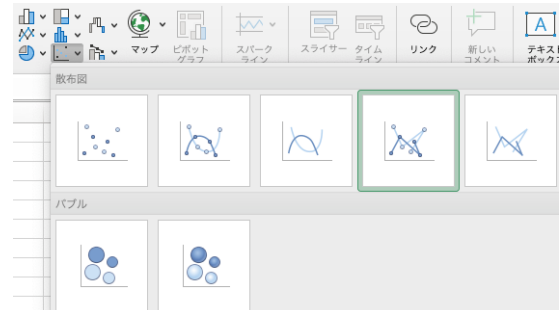 マップ
ピボット
グラフ
スパーク
ライン
スライサー
タイム
ライン
リンク
新しい
コメント
テキスト
ボックス
A
散布図
バブル